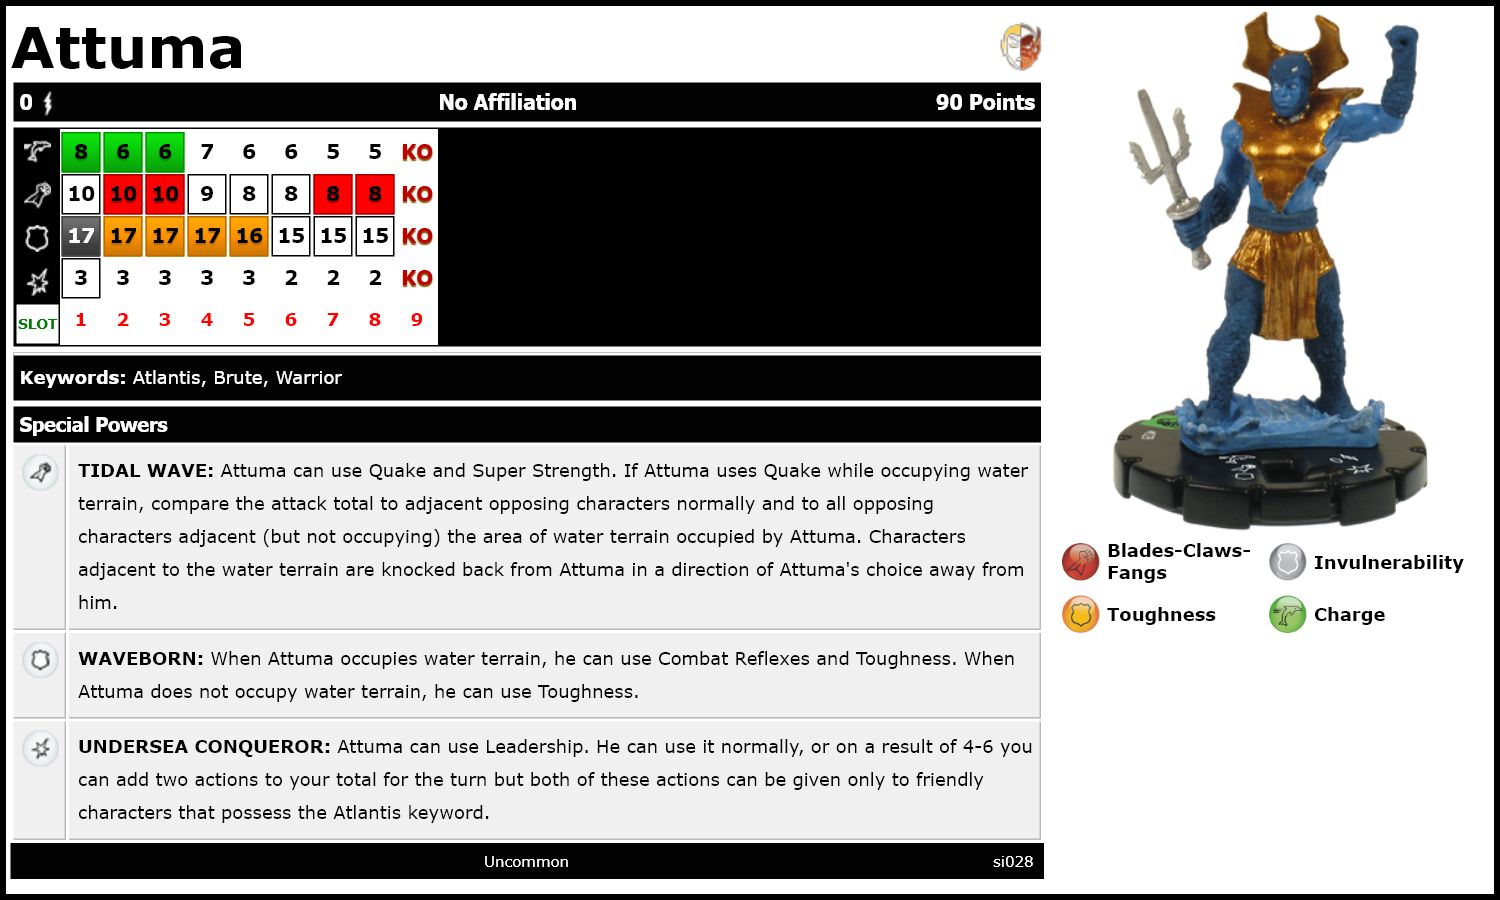 Attuma
0 No Affiliation 90 Points
8 6 6 7 6 6 5 5 KO
10 10 10 9 8 8 8 8 KO
17 17 17 17 16 15 15 15 KO
3 3 3 3 3 2 2 2 KO
SLOT 1 2 3 4 5 6 7 8 9
Keywords: Atlantis, Brute, Warrior
Special Powers
TIDAL WAVE: Attuma can use Quake and Super Strength. If Attuma uses Quake while occupying water
terrain, compare the attack total to adjacent opposing characters normally and to all opposing
characters adjacent (but not occupying) the area of water terrain occupied by Attuma. Characters
adjacent to the water terrain are knocked back from Attuma in a direction of Attuma's choice away from
him.
WAVEBORN: When Attuma occupies water terrain, he can use Combat Reflexes and Toughness. When
Attuma does not occupy water terrain, he can use Toughness.
UNDERSEA CONQUEROR: Attuma can use Leadership. He can use it normally, or on a result of 4-6 you
can add two actions to your total for the turn but both of these actions can be given only to friendly
characters that possess the Atlantis keyword.
Uncommon si028
Blades-Claws-
Fangs
Invulnerability
Toughness
Charge